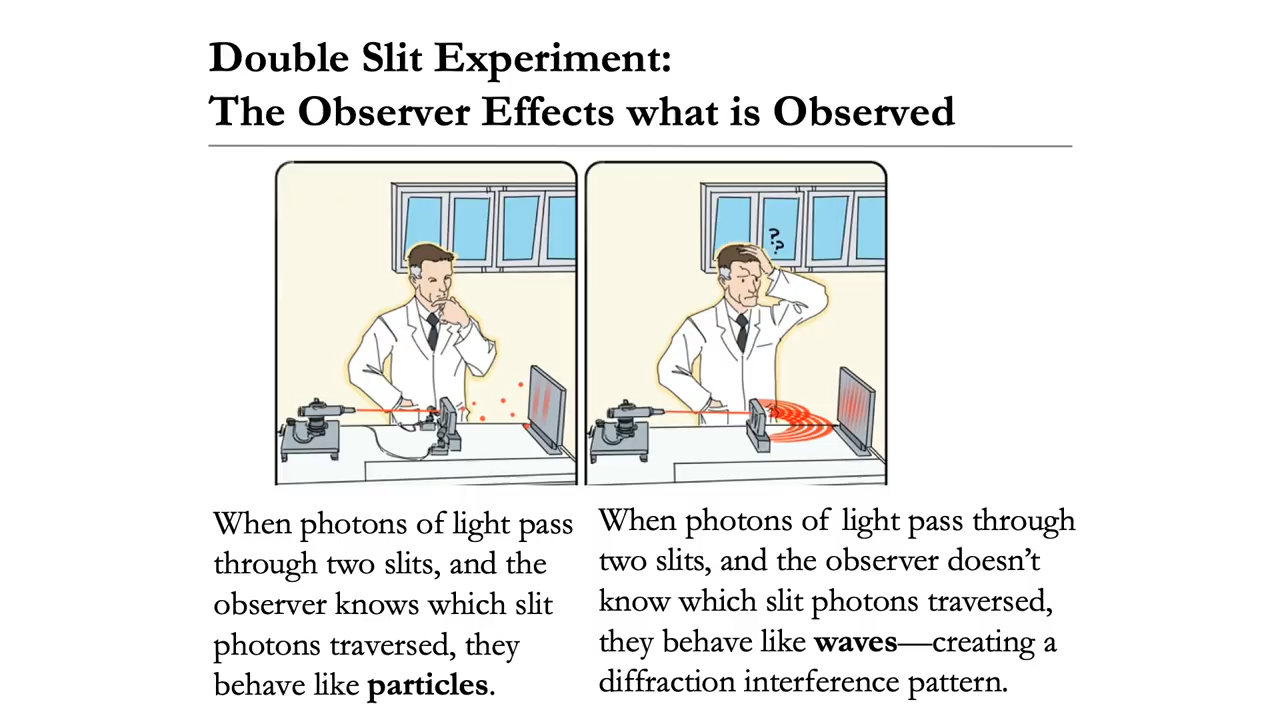 Double Slit Experiment:
The Observer Effects what is Observed
?
?
When photons of light pass
through two slits, and the
observer knows which slit
photons traversed, they
behave like particles.
When photons of light pass through
two slits, and the observer doesn’t
know which slit photons traversed,
they behave like waves—creating a
diffraction interference pattern.